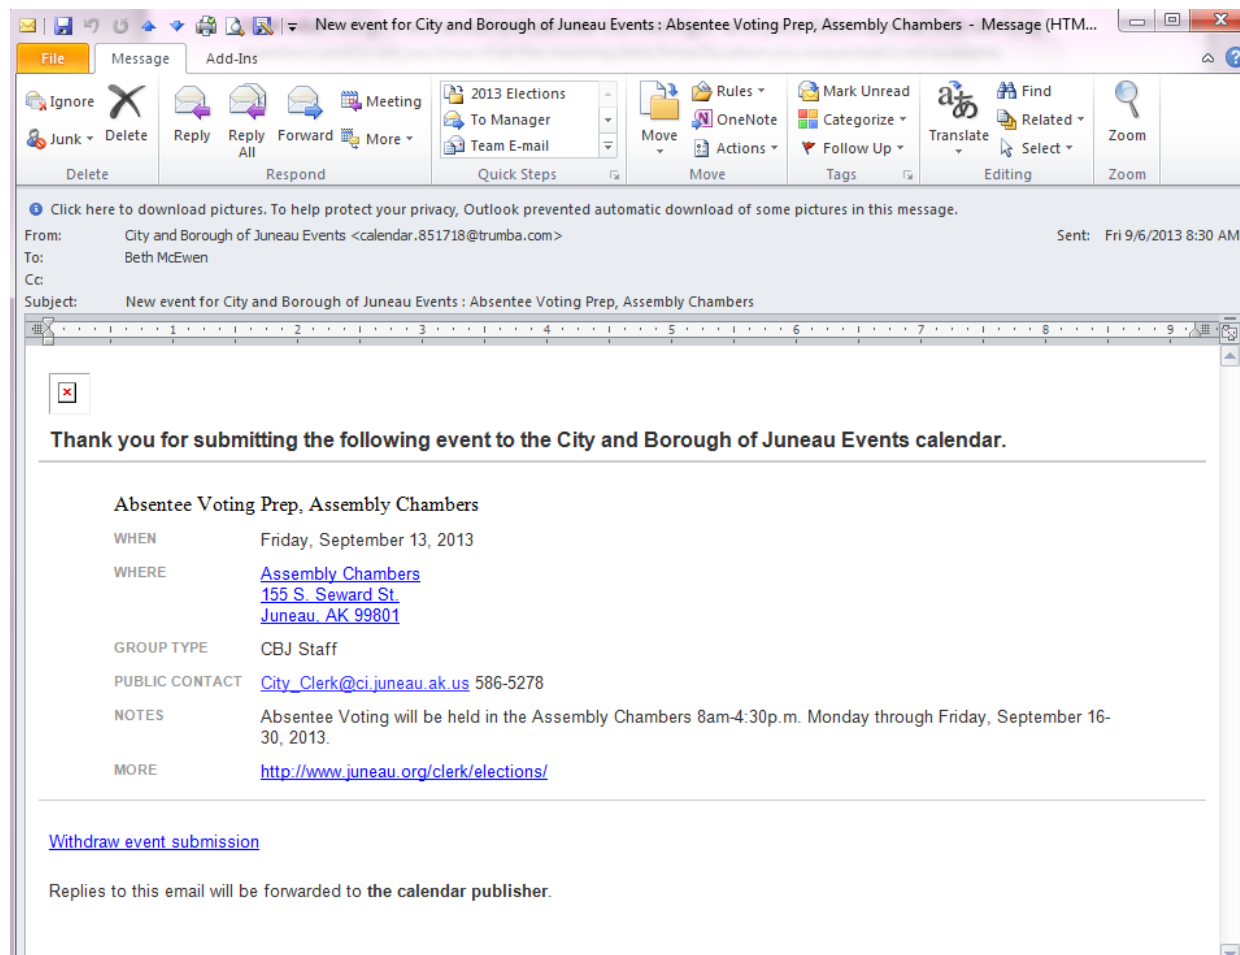 New event for City and Borough of Juneau Events : Absentee Voting Prep, Assembly Chambers - Message (HTM...
File Message Add-Ins
Ignore
Junk
Delete
Reply
Reply All
Forward
Meeting
More
2013 Elections
To Manager
Team E-mail
Move
Rules
OneNote
Actions
Mark Unread
Categorize
Follow Up
Translate
Find
Related
Select
Zoom
Delete Respond Quick Steps Move Tags Editing Zoom
Click here to download pictures. To help protect your privacy, Outlook prevented automatic download of some pictures in this message.
From: City and Borough of Juneau Events <calendar.851718@trumba.com> Sent: Fri 9/6/2013 8:30 AM
To: Beth McEwen
Cc:
Subject: New event for City and Borough of Juneau Events : Absentee Voting Prep, Assembly Chambers
1 2 3 4 5 6 7 8 9
Thank you for submitting the following event to the City and Borough of Juneau Events calendar.
Absentee Voting Prep, Assembly Chambers
WHEN Friday, September 13, 2013
WHERE Assembly Chambers
155 S. Seward St.
Juneau, AK 99801
GROUP TYPE CBJ Staff
PUBLIC CONTACT City_Clerk@ci.juneau.ak.us 586-5278
NOTES Absentee Voting will be held in the Assembly Chambers 8am-4:30p.m. Monday through Friday, September 16-
30, 2013.
MORE http://www.juneau.org/clerk/elections/
Withdraw event submission
Replies to this email will be forwarded to the calendar publisher.